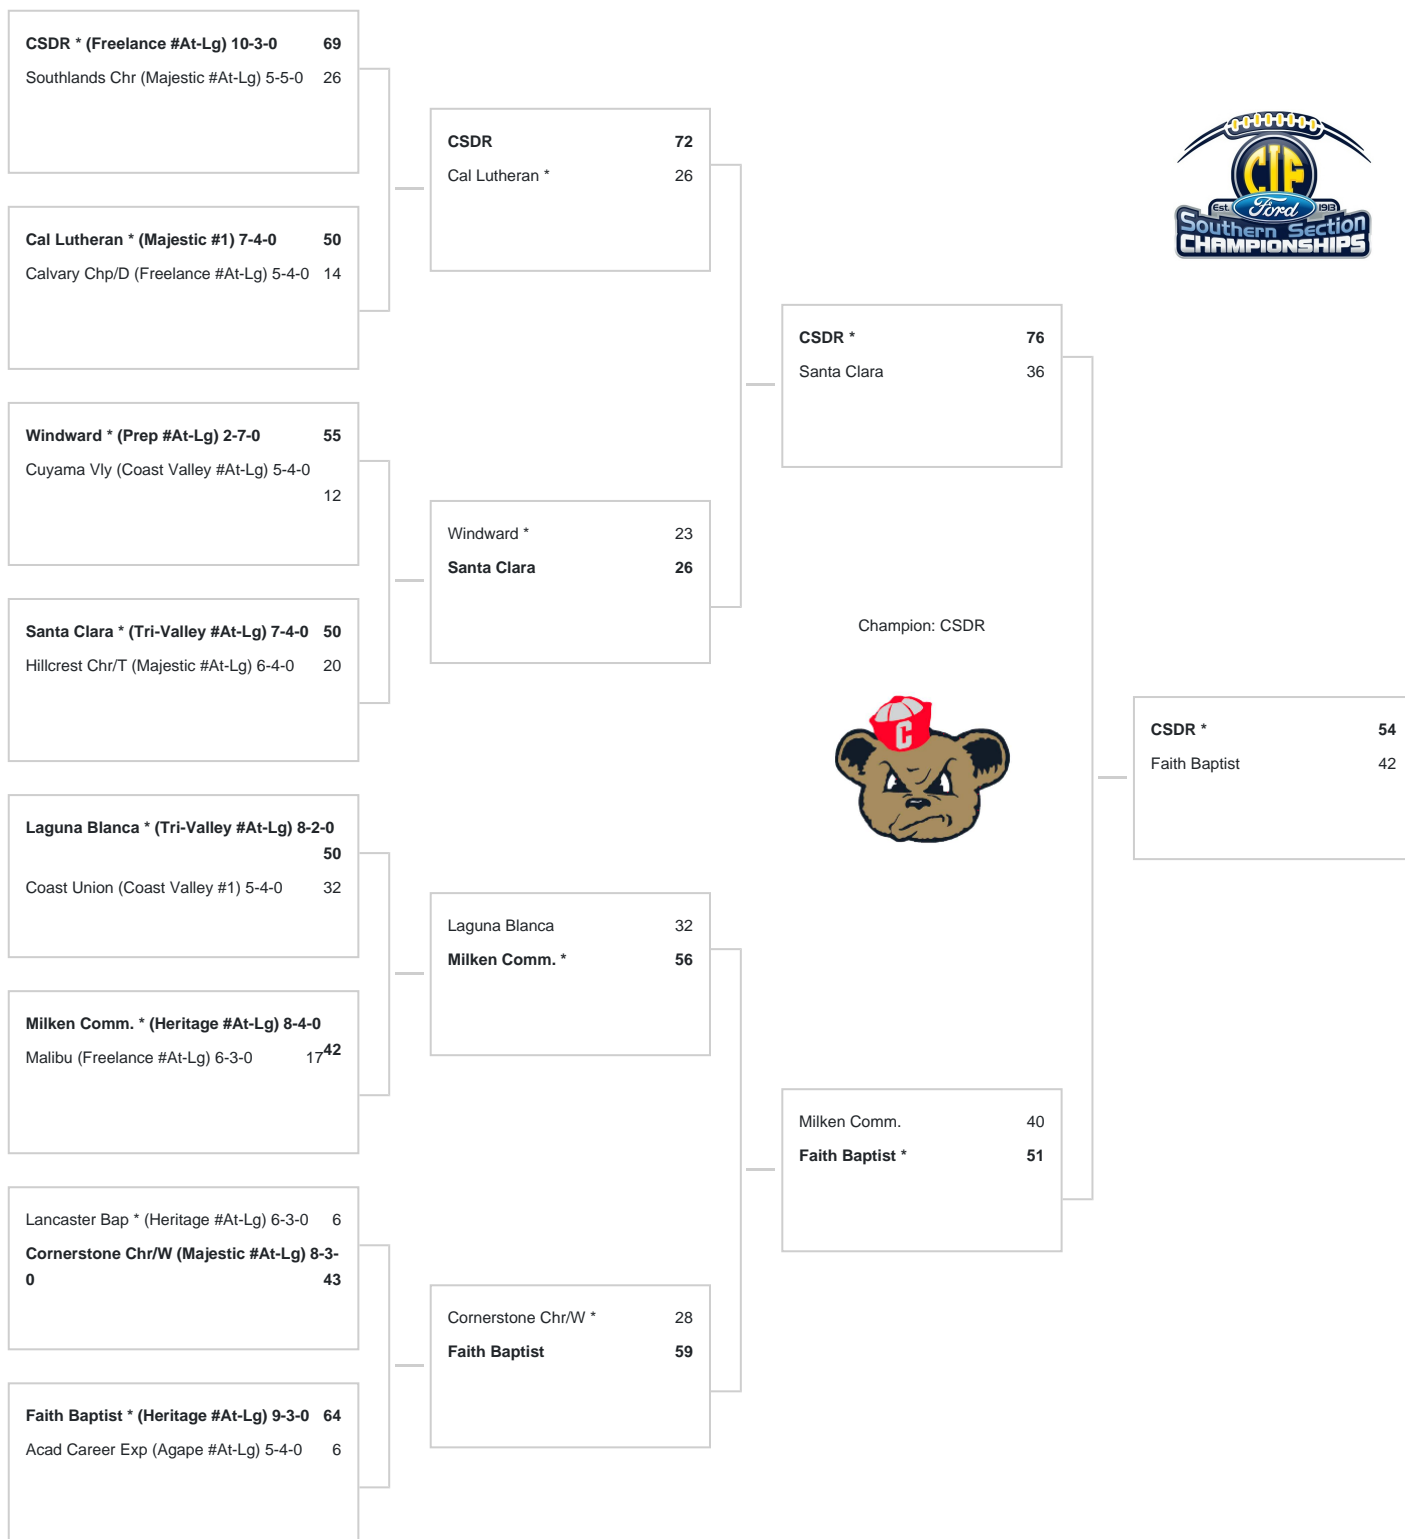 CSDR * (Freelance #At-Lg) 10-3-0 69
Southlands Chr (Majestic #At-Lg) 5-5-0 26
Cal Lutheran * (Majestic #1) 7-4-0 50
Calvary Chp/D (Freelance #At-Lg) 5-4-0 14
Windward * (Prep #At-Lg) 2-7-0 55
Cuyama Vly (Coast Valley #At-Lg) 5-4-0
12
Santa Clara * (Tri-Valley #At-Lg) 7-4-0 50
Hillcrest Chr/T (Majestic #At-Lg) 6-4-0 20
Laguna Blanca * (Tri-Valley #At-Lg) 8-2-0
50
Coast Union (Coast Valley #1) 5-4-0 32
Milken Comm. * (Heritage #At-Lg) 8-4-0
42
Malibu (Freelance #At-Lg) 6-3-0 17
Lancaster Bap * (Heritage #At-Lg) 6-3-0 6
Cornerstone Chr/W (Majestic #At-Lg) 8-3-
0 43
Faith Baptist * (Heritage #At-Lg) 9-3-0 64
Acad Career Exp (Agape #At-Lg) 5-4-0 6
CSDR 72
Cal Lutheran * 26
Windward * 23
Santa Clara 26
Laguna Blanca 32
Milken Comm. * 56
Cornerstone Chr/W * 28
Faith Baptist 59
CSDR * 76
Santa Clara 36
Champion: CSDR
C
Milken Comm. 40
Faith Baptist * 51
CIF
Est. Ford 1913
Southern Section
CHAMPIONSHIPS
CSDR * 54
Faith Baptist 42